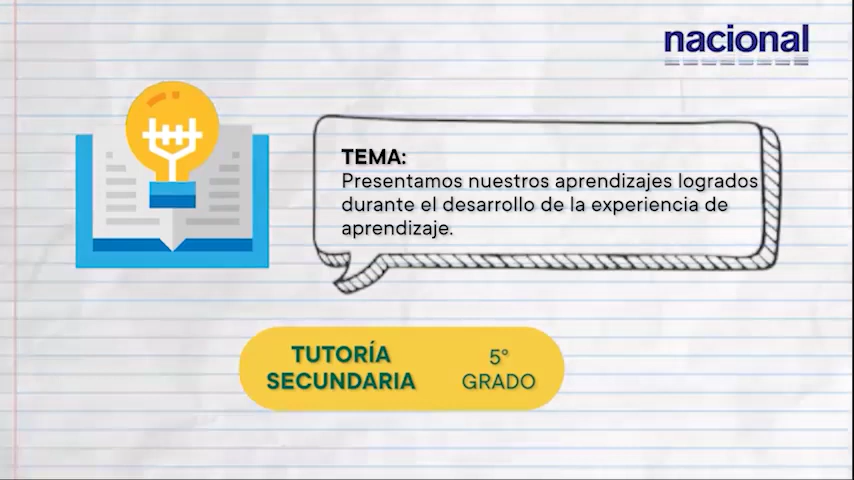 nacional
TEMA:
Presentamos nuestros aprendizajes logrados
durante el desarrollo de la experiencia de
aprendizaje.
TUTORÍA
SECUNDARIA
5°
GRADO